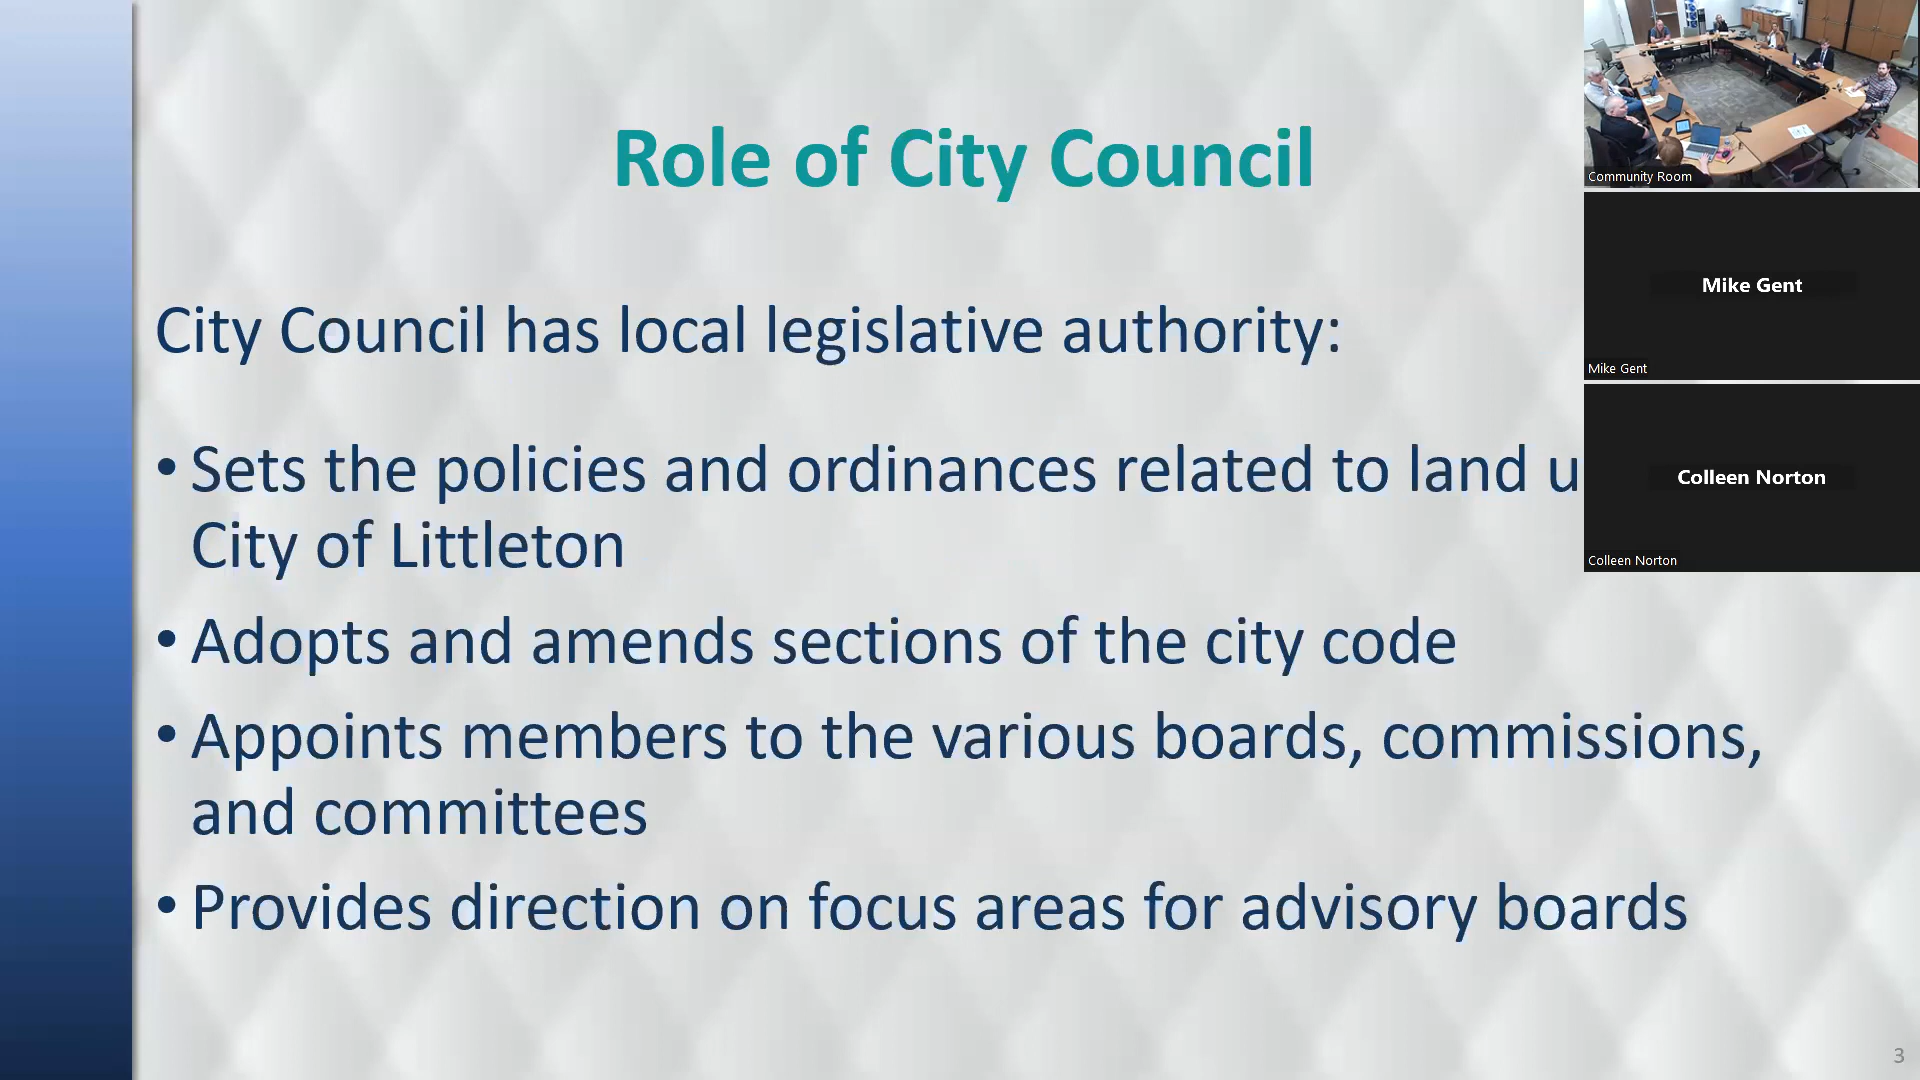 Role of City Council
City Council has local legislative authority:
• Sets the policies and ordinances related to land
City of Littleton
• Adopts and amends sections of the city code
• Appoints members to the various boards, commissions,
and committees
• Provides direction on focus areas for advisory boards
Community Room
Mike Gent
Mike Gent
Colleen Norton
Colleen Norton
3